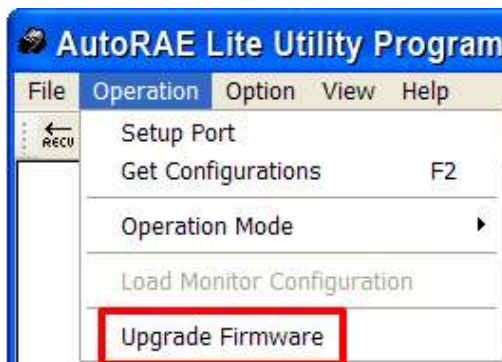 AutoRAE Lite Utility Program
File Operation Option View Help
RECV
Setup Port
Get Configurations F2
Operation Mode
Load Monitor Configuration
Upgrade Firmware